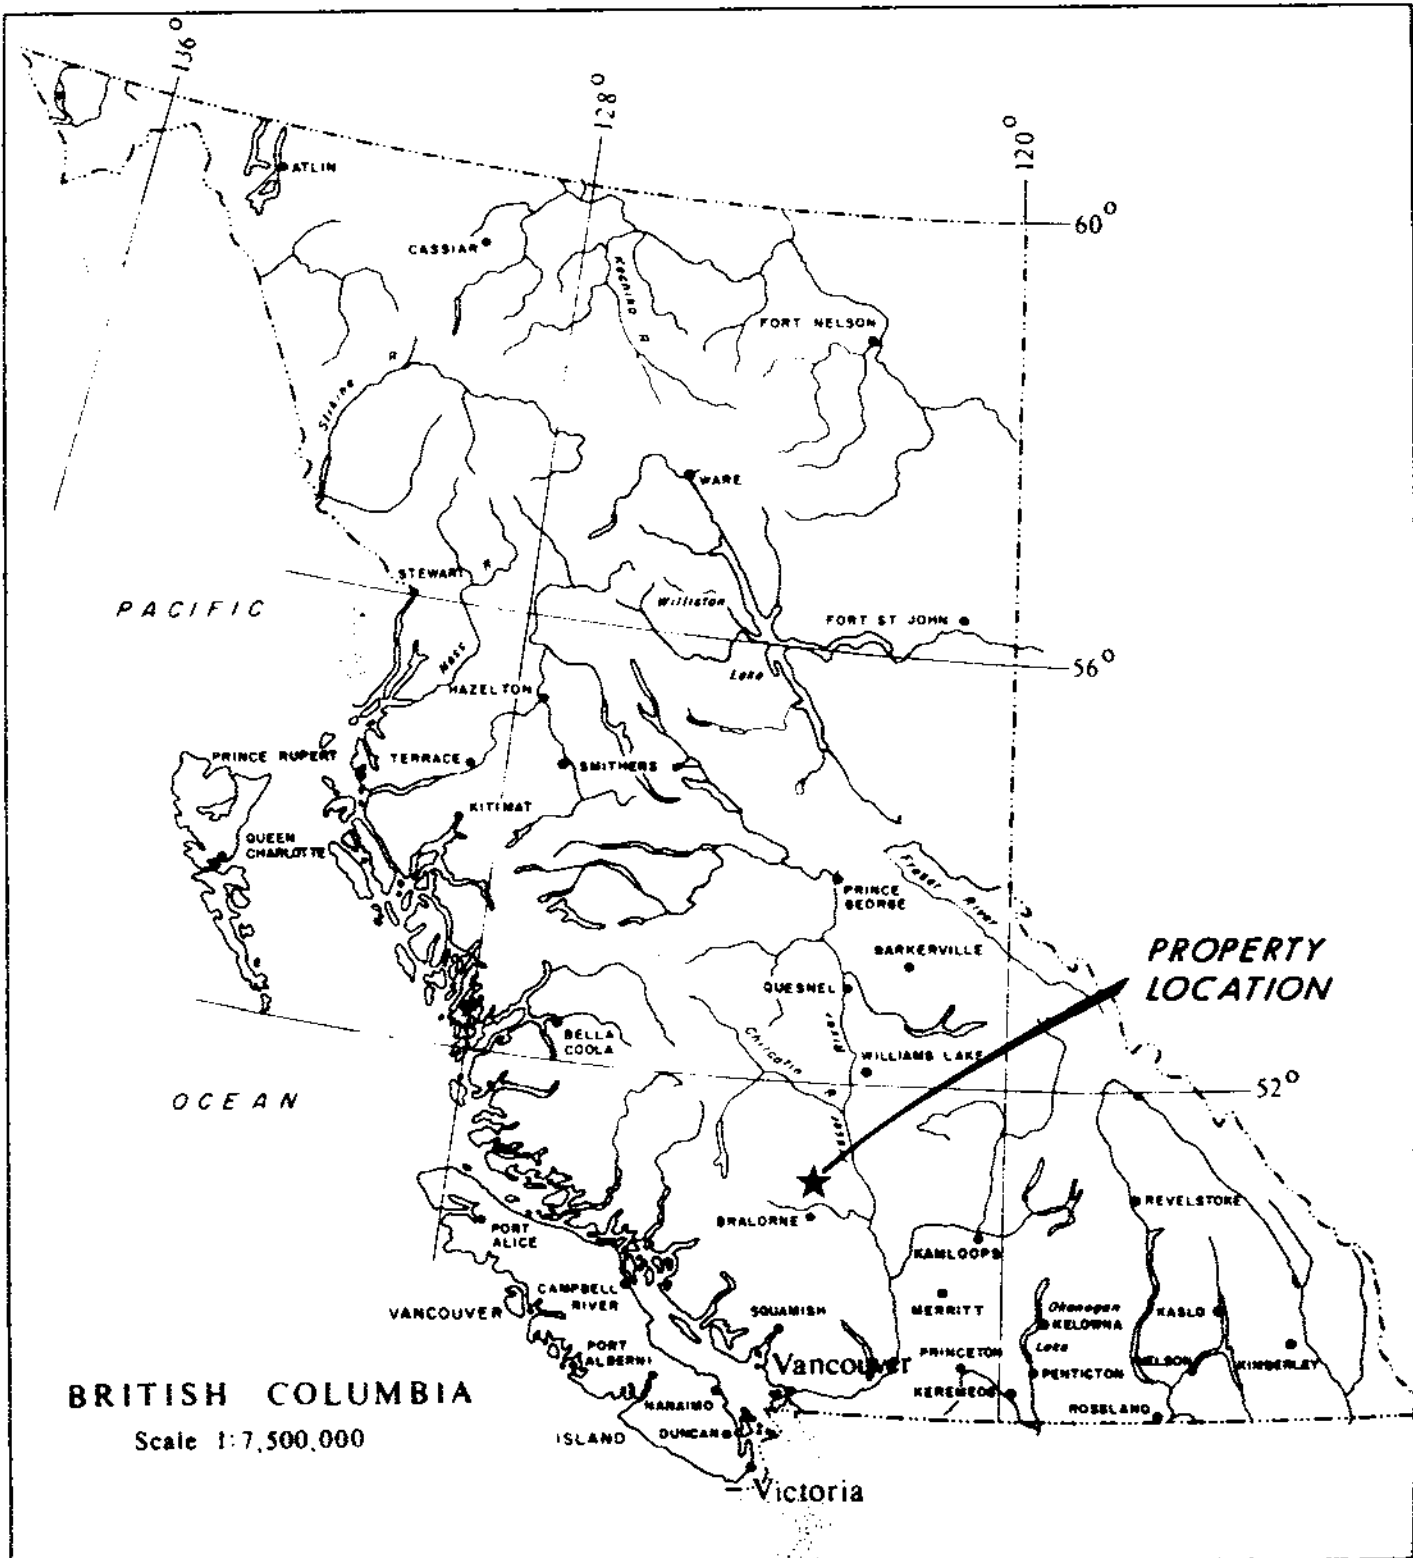 136°
128°
120°
ATLIN
60°
CASSIAR
Kechika R
FORT NELSON
Stikine R
WARE
STEWART
R
PACIFIC
Williston
FORT ST JOHN
Nass
Lake
56°
HAZELTON
PRINCE RUPERT
TERRACE
SMITHERS
KITIMAT
QUEEN
CHARLOTTE
Fraser River
PRINCE
GEORGE
BARKERVILLE
PROPERTY
LOCATION
QUESNEL
BELLA
COOLA
Chilcotin R
WILLIAMS LAKE
52°
OCEAN
REVELSTOKE
BRALORNE
PORT
ALICE
KAMLOOPS
CAMPBELL
RIVER
VANCOUVER
SQUAMISH
MERRITT
Okanagan
KELOWNA
KASLO
PORT
ALBERNI
Vancouver
PRINCETON
Lake
PENTICTON
NELSON
KIMBERLEY
BRITISH COLUMBIA
KEREMEOS
NANAIMO
ROSSLAND
Scale 1:7,500,000
ISLAND
DUNCAN
Victoria